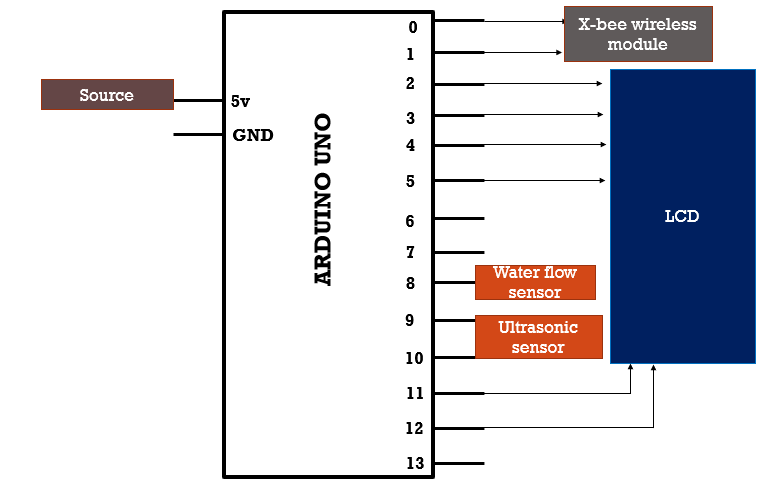 0
X-bee wireless
module
1
2
Source
5v
3
GND
4
ARDUINO UNO
5
LCD
6
7
Water flow
sensor
8
9
Ultrasonic
sensor
10
11
12
13